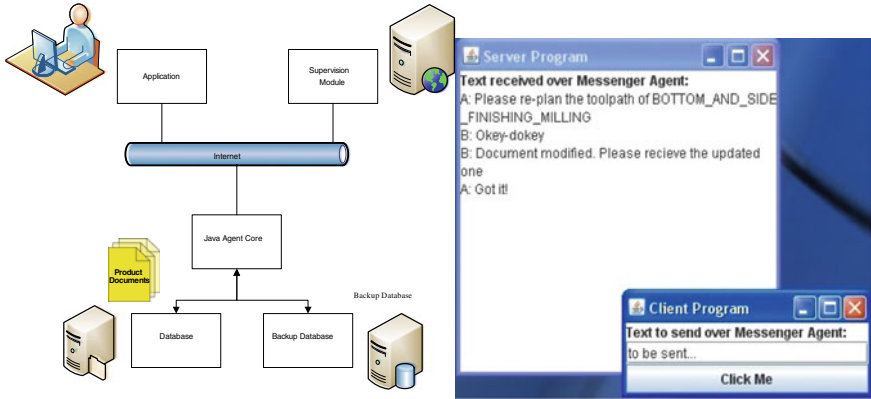 Application
Supervision
Module
Internet
Java Agent Core
Product
Documents
Backup Database
Database
Backup Database
Server Program
Text received over Messenger Agent:
A: Please re-plan the toolpath of BOTTOM_AND_SIDE
_FINISHING_MILLING
B: Okey-dokey
B: Document modified. Please recieve the updated
one
A: Got it!
Client Program
Text to send over Messenger Agent:
to be sent...
Click Me